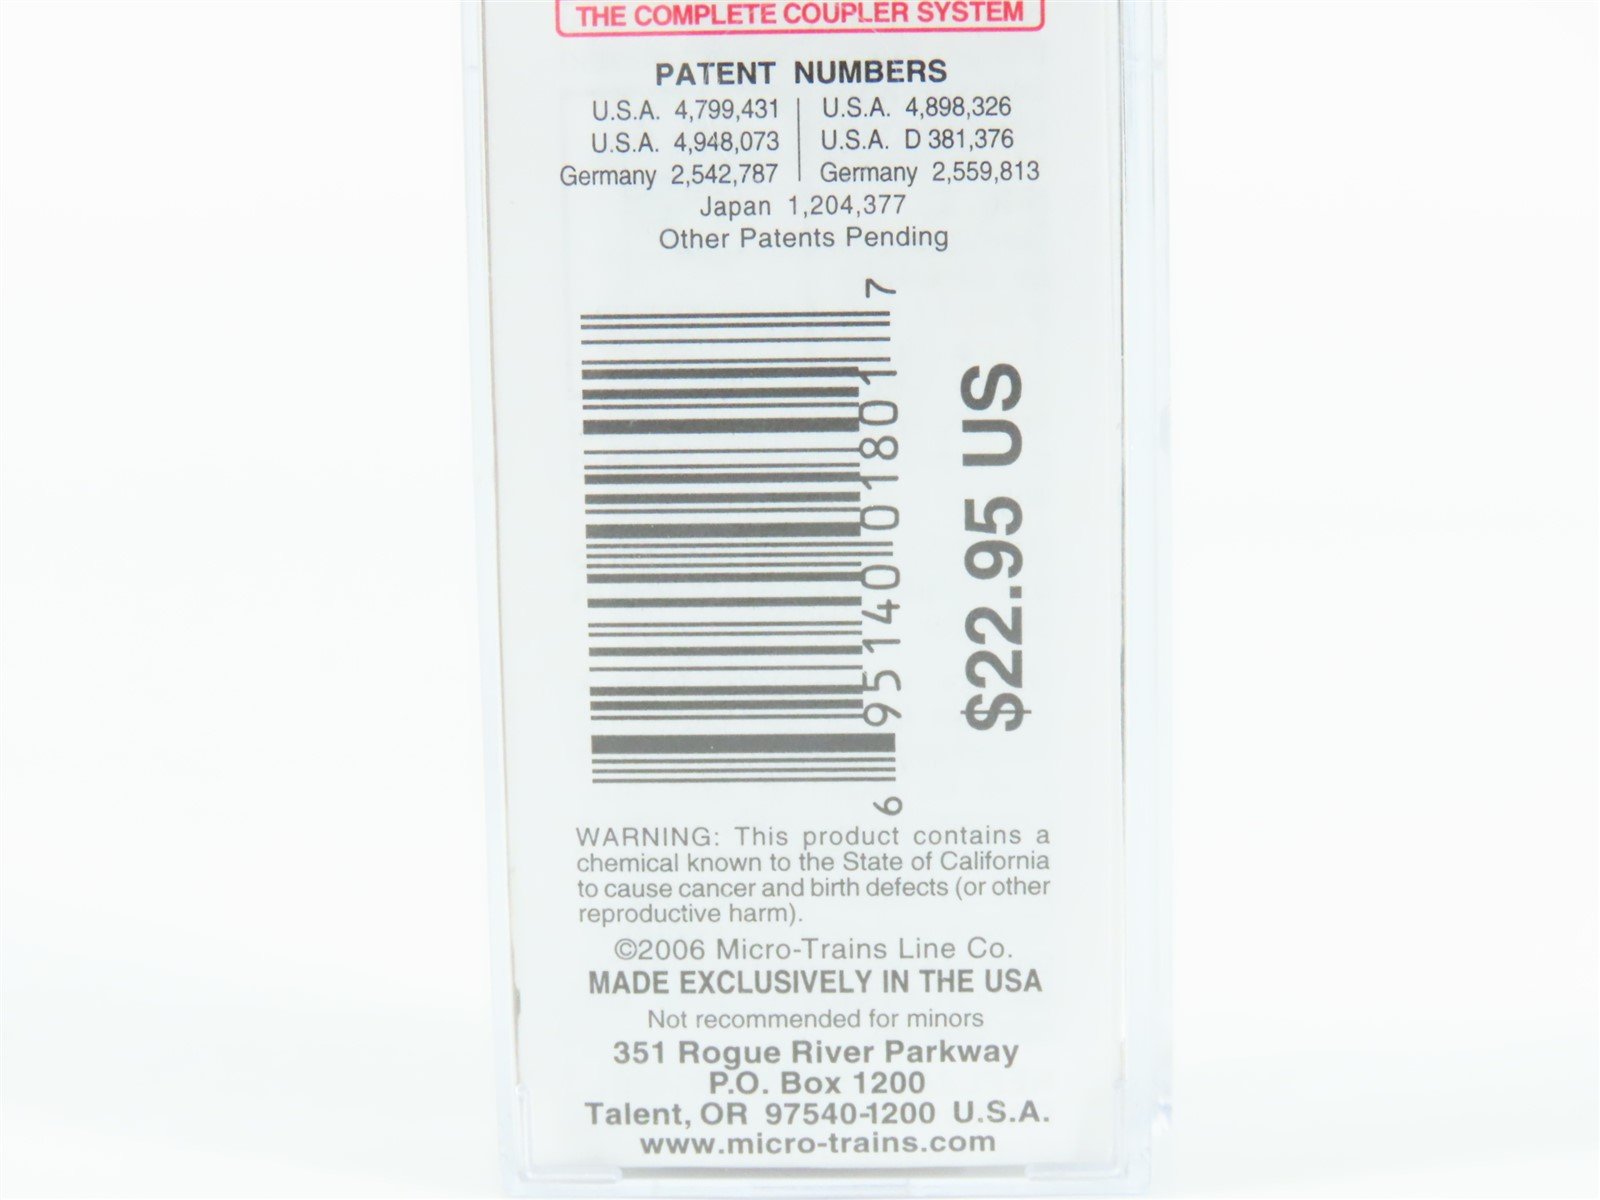 THE COMPLETE COUPLER SYSTEM
PATENT NUMBERS
U.S.A. 4,799,431 | U.S.A. 4,898,326
U.S.A. 4,948,073 | U.S.A. D 381,376
Germany 2,542,787 | Germany 2,559,813
Japan 1,204,377
Other Patents Pending
6 95140 01801 7
$22.95 US
WARNING: This product contains a
chemical known to the State of California
to cause cancer and birth defects (or other
reproductive harm).
©2006 Micro-Trains Line Co.
MADE EXCLUSIVELY IN THE USA
Not recommended for minors
351 Rogue River Parkway
P.O. Box 1200
Talent, OR 97540-1200 U.S.A.
www.micro-trains.com